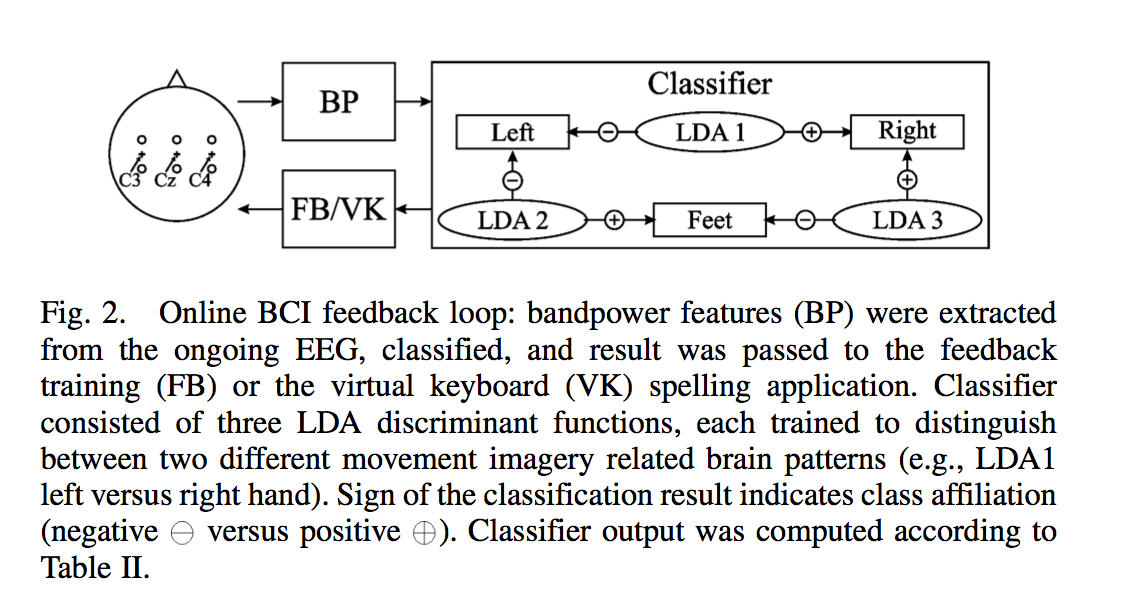 Classifier
BP
Left ⊖ LDA 1 ⊕ Right
⊖ ⊕
C3 Cz C4
FB/VK
LDA 2 ⊕ Feet ⊖ LDA 3
Fig. 2. Online BCI feedback loop: bandpower features (BP) were extracted
from the ongoing EEG, classified, and result was passed to the feedback
training (FB) or the virtual keyboard (VK) spelling application. Classifier
consisted of three LDA discriminant functions, each trained to distinguish
between two different movement imagery related brain patterns (e.g., LDA1
left versus right hand). Sign of the classification result indicates class affiliation
(negative ⊖ versus positive ⊕). Classifier output was computed according to
Table II.